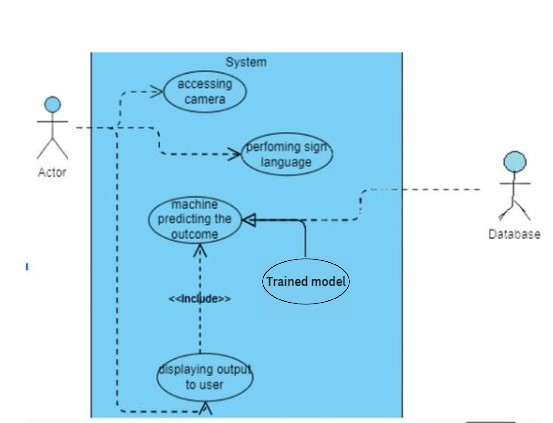 System
accessing
camera
Actor
perfoming sign
language
machine
predicting the
outcome
Database
Trained model
<<Include>>
displaying output
to user